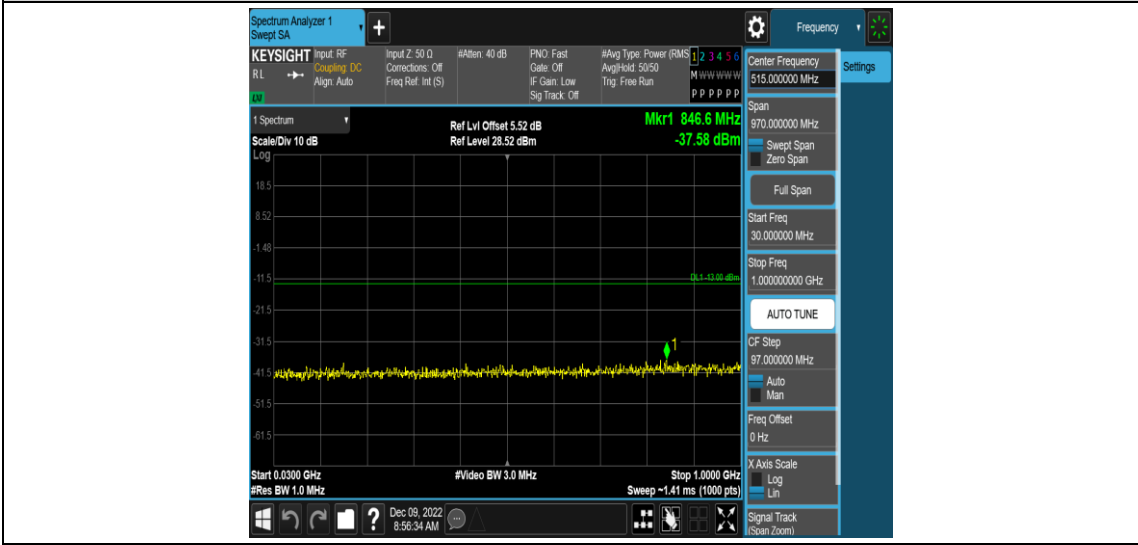 Spectrum Analyzer 1
Swept SA
+
Frequency
KEYSIGHT
RL
LM
Input: RF
Coupling: DC
Align: Auto
Input Z: 50 Ω
Corrections: Off
Freq Ref: Int (S)
#Atten: 40 dB
PNO: Fast
Gate: Off
IF Gain: Low
Sig Track: Off
#Avg Type: Power (RMS
Avg|Hold: 50/50
Trig: Free Run
1 2 3 4 5 6
M W W W W W
P P P P P P
1 Spectrum
Scale/Div 10 dB
Log
Ref Lvl Offset 5.52 dB
Ref Level 28.52 dBm
Mkr1 846.6 MHz
-37.58 dBm
18.5
8.52
-1.48
-11.5
DL1 -13.00 dBm
-21.5
-31.5
1
-41.5
-51.5
-61.5
Start 0.0300 GHz
#Res BW 1.0 MHz
#Video BW 3.0 MHz
Stop 1.0000 GHz
Sweep ~1.41 ms (1000 pts)
?
Dec 09, 2022
8:56:34 AM
Center Frequency
515.000000 MHz
Span
970.000000 MHz
Swept Span
Zero Span
Full Span
Start Freq
30.000000 MHz
Stop Freq
1.000000000 GHz
AUTO TUNE
CF Step
97.000000 MHz
Auto
Man
Freq Offset
0 Hz
X Axis Scale
Log
Lin
Signal Track
(Span Zoom)
Settings